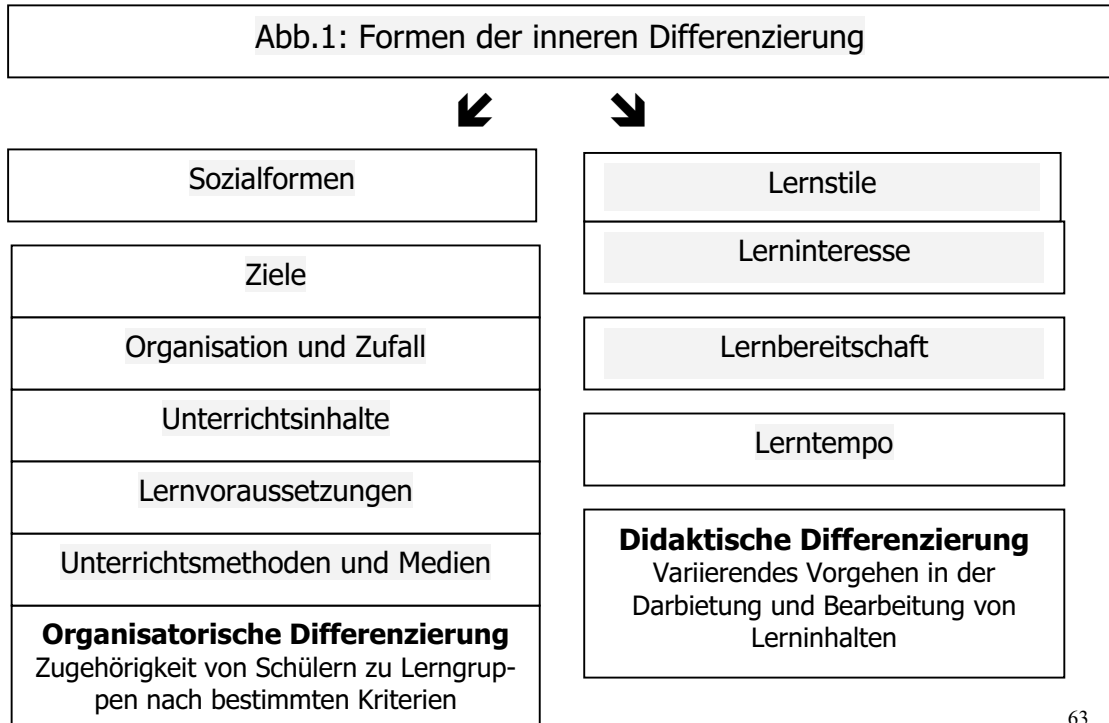 Abb.1: Formen der inneren Differenzierung
Sozialformen
Ziele
Organisation und Zufall
Unterrichtsinhalte
Lernvoraussetzungen
Unterrichtsmethoden und Medien
Organisatorische Differenzierung
Zugehörigkeit von Schülern zu Lerngrup-
pen nach bestimmten Kriterien
Lernstile
Lerninteresse
Lernbereitschaft
Lerntempo
Didaktische Differenzierung
Variierendes Vorgehen in der
Darbietung und Bearbeitung von
Lerninhalten
63